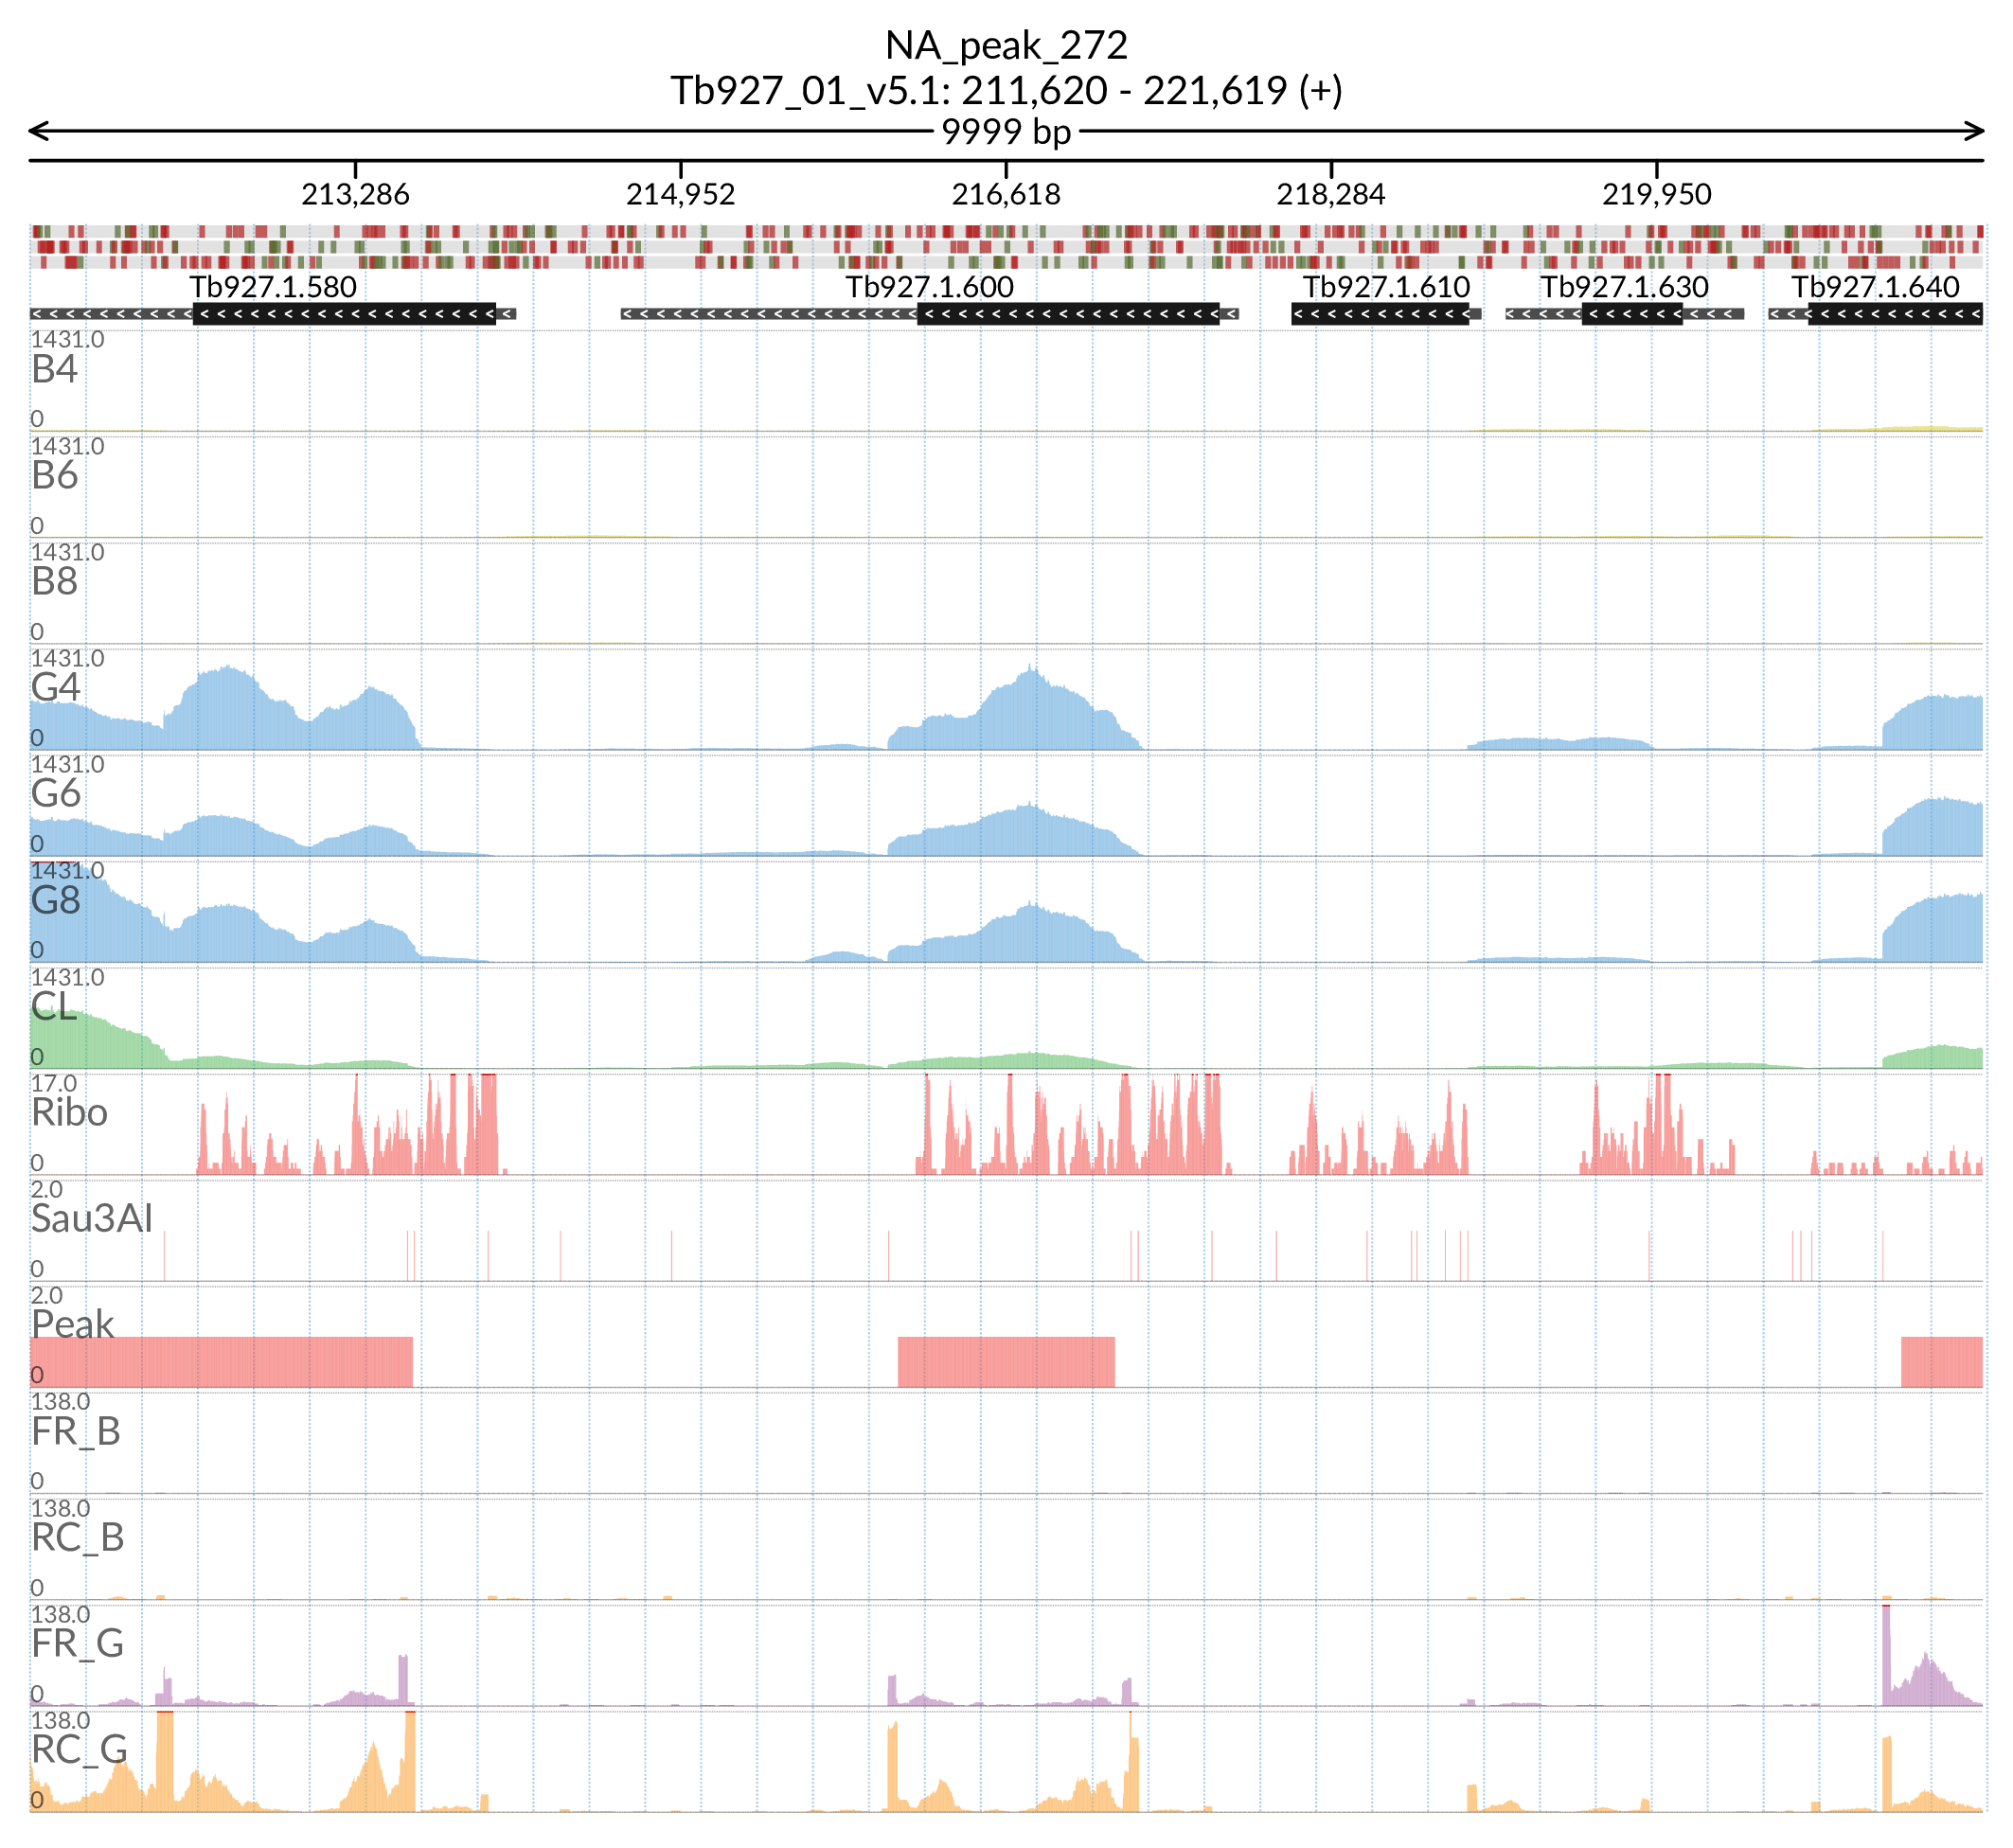 NA_peak_272
Tb927_01_v5.1: 211,620 - 221,619 (+)
9999 bp
213,286 214,952 216,618 218,284 219,950
Tb927.1.580 Tb927.1.600 Tb927.1.610 Tb927.1.630 Tb927.1.640
1431.0
B4
0
1431.0
B6
0
1431.0
B8
0
1431.0
G4
0
1431.0
G6
0
1431.0
G8
0
1431.0
CL
0
17.0
Ribo
0
2.0
Sau3AI
0
2.0
Peak
0
138.0
FR_B
0
138.0
RC_B
0
138.0
FR_G
0
138.0
RC_G
0